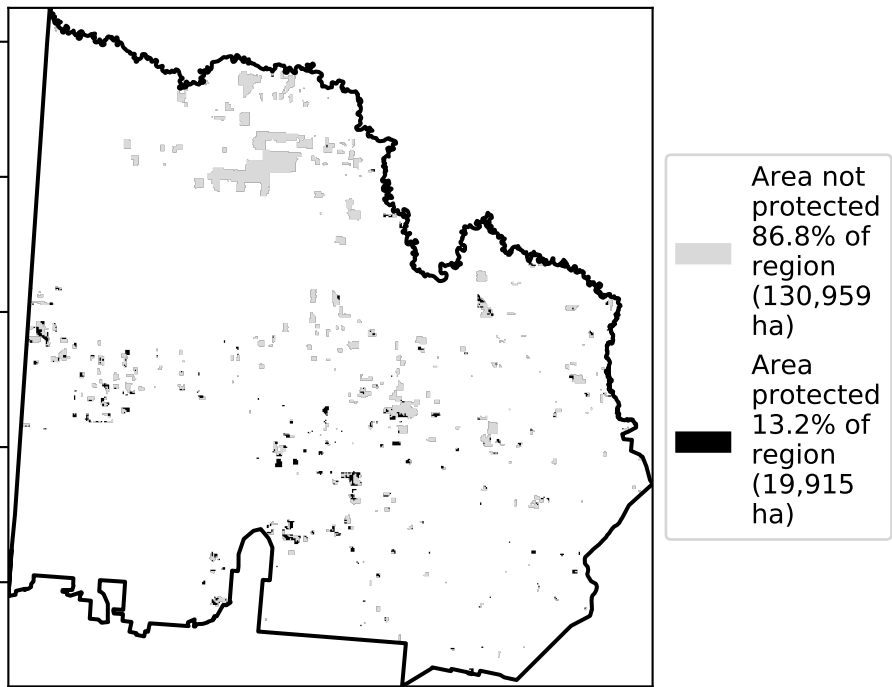 Area not
protected
86.8% of
region
(130,959
ha)
Area
protected
13.2% of
region
(19,915
ha)